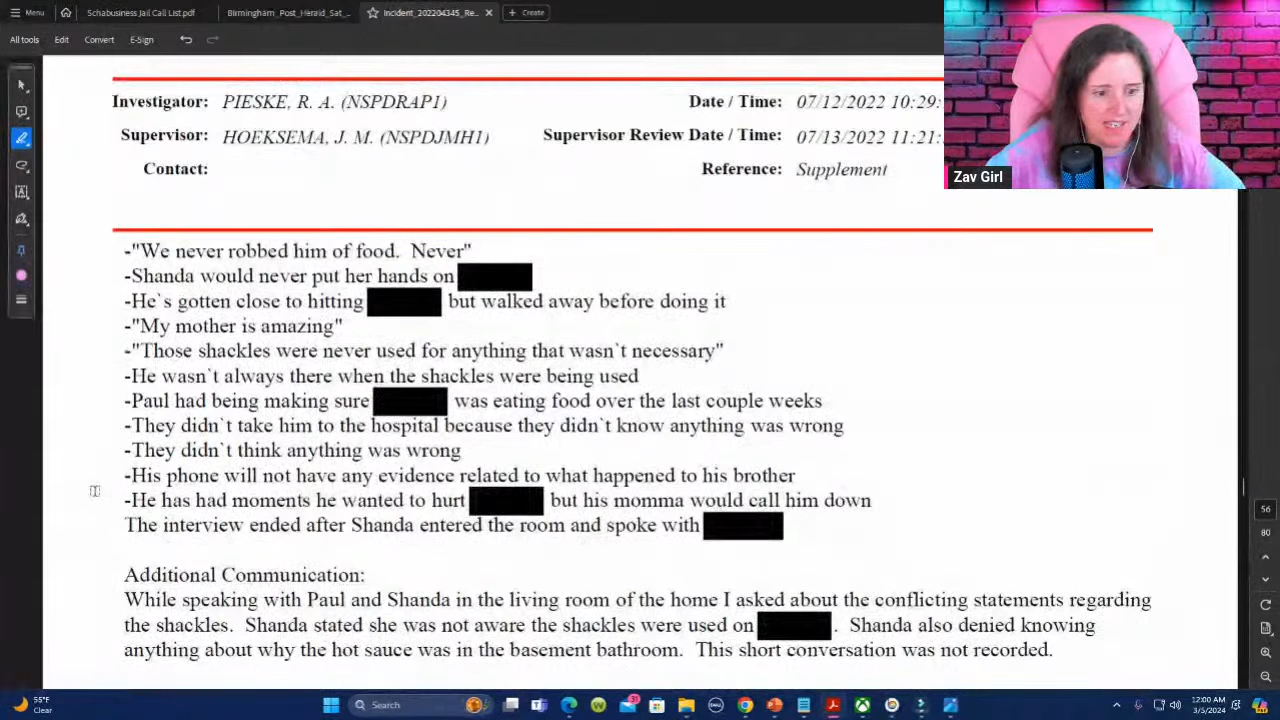 Menu
Schabusiness Jail Call List.pdf
Birmingham_Post_Herald_Sat_...
Incident_202204345_Re...
Create
All tools
Edit
Convert
E-Sign
Investigator: PIESKE, R. A. (NSPDRAP1)
Date / Time: 07/12/2022 10:29:
Supervisor: HOEKSEMA, J. M. (NSPDJMH1)
Supervisor Review Date / Time: 07/13/2022 11:21:
Contact:
Reference: Supplement
Zav Girl
-"We never robbed him of food. Never"
-Shanda would never put her hands on
-He`s gotten close to hitting but walked away before doing it
-"My mother is amazing"
-"Those shackles were never used for anything that wasn`t necessary"
-He wasn`t always there when the shackles were being used
-Paul had being making sure was eating food over the last couple weeks
-They didn`t take him to the hospital because they didn`t know anything was wrong
-They didn`t think anything was wrong
-His phone will not have any evidence related to what happened to his brother
-He has had moments he wanted to hurt but his momma would call him down
The interview ended after Shanda entered the room and spoke with
Additional Communication:
While speaking with Paul and Shanda in the living room of the home I asked about the conflicting statements regarding
the shackles. Shanda stated she was not aware the shackles were used on . Shanda also denied knowing
anything about why the hot sauce was in the basement bathroom. This short conversation was not recorded.
56
80
55°F
Clear
Search
31
12:00 AM
3/5/2024